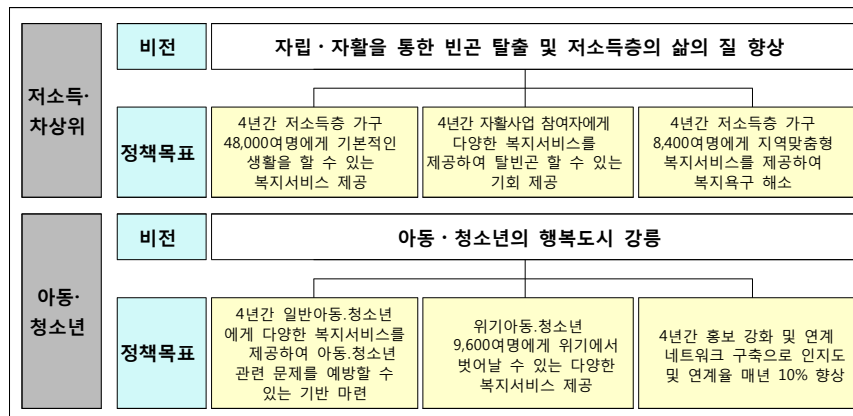 저소득·
차상위
비전
자립·자활을 통한 빈곤 탈출 및 저소득층의 삶의 질 향상
정책목표
4년간 저소득층 가구
48,000여명에게 기본적인
생활을 할 수 있는
복지서비스 제공
4년간 자활사업 참여자에게
다양한 복지서비스를
제공하여 탈빈곤 할 수 있는
기회 제공
4년간 저소득층 가구
8,400여명에게 지역맞춤형
복지서비스를 제공하여
복지욕구 해소
아동·
청소년
비전
아동·청소년의 행복도시 강릉
정책목표
4년간 일반아동.청소년
에게 다양한 복지서비스를
제공하여 아동.청소년
관련 문제를 예방할 수
있는 기반 마련
위기아동.청소년
9,600여명에게 위기에서
벗어날 수 있는 다양한
복지서비스 제공
4년간 홍보 강화 및 연계
네트워크 구축으로 인지도
및 연계율 매년 10% 향상